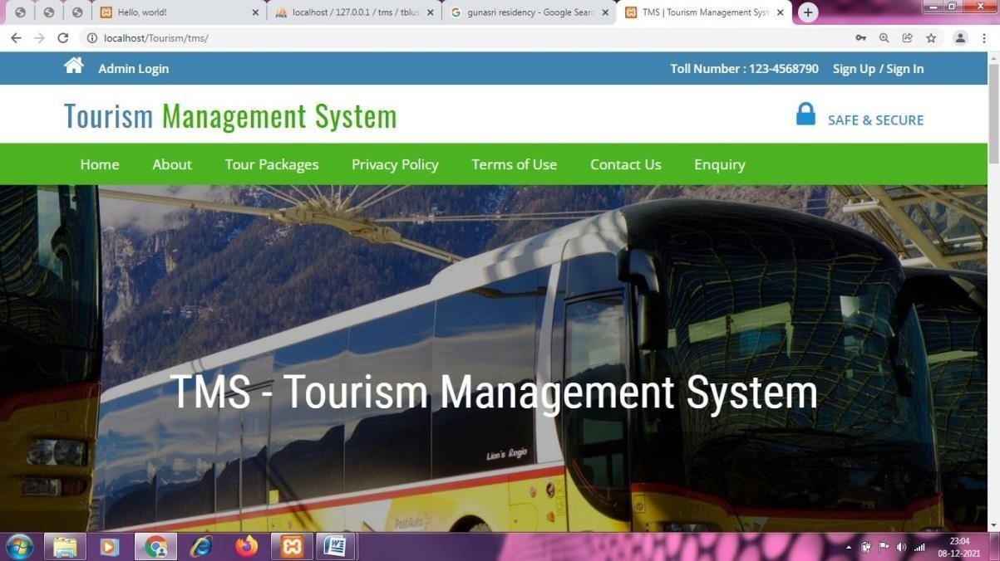 Hello, world!
localhost / 127.0.0.1 / tms / tblus
gunasri residency - Google Searc
TMS | Tourism Management Syst
localhost/Tourism/tms/
Admin Login
Toll Number : 123-4568790
Sign Up / Sign In
Tourism Management System
SAFE & SECURE
Home
About
Tour Packages
Privacy Policy
Terms of Use
Contact Us
Enquiry
TMS - Tourism Management System
Lion's Regio
PostAuto
23:04
08-12-2021